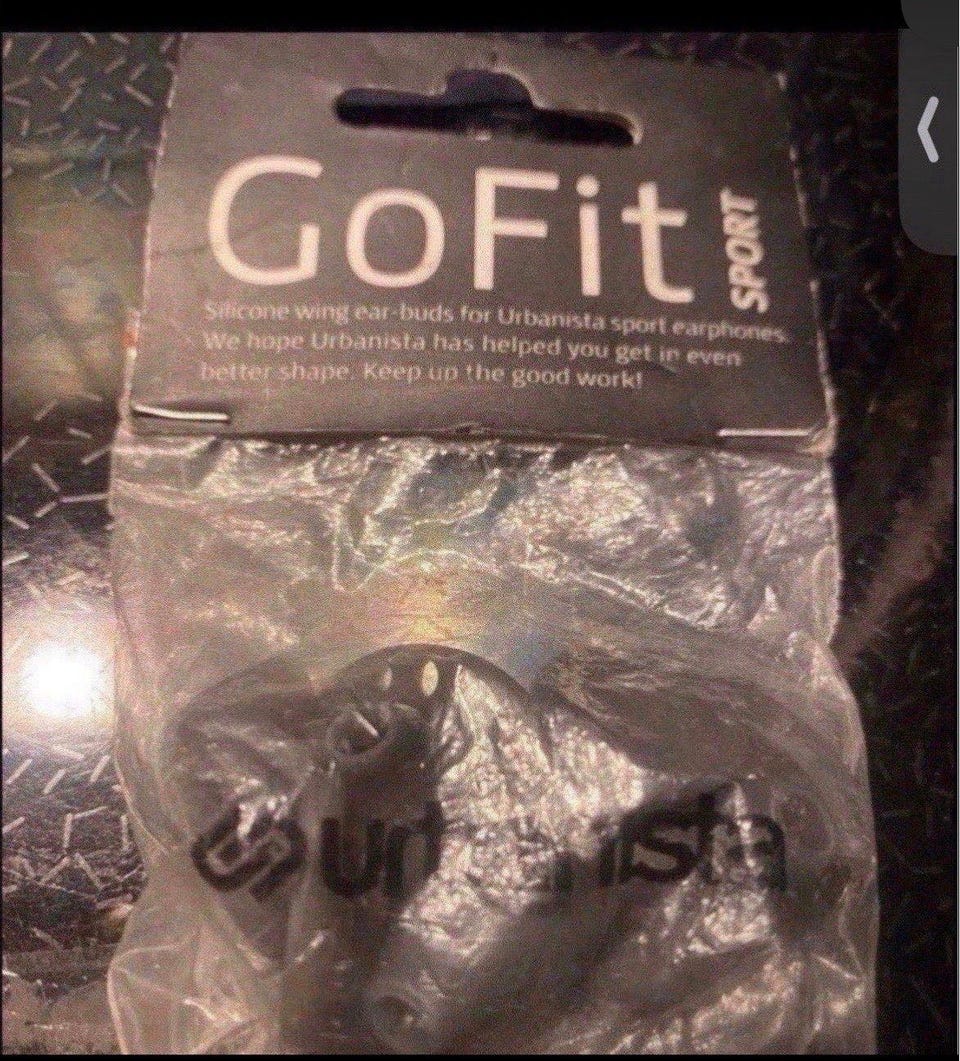 GoFit SPORT
Silicone wing ear-buds for Urbanista sport earphones.
We hope Urbanista has helped you get in even
better shape. Keep up the good work!
urbanista